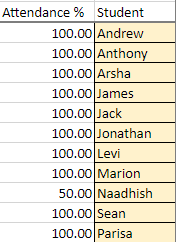 Attendance % Student
100.00 Andrew
100.00 Anthony
100.00 Arsha
100.00 James
100.00 Jack
100.00 Jonathan
100.00 Levi
100.00 Marion
50.00 Naadhish
100.00 Sean
100.00 Parisa